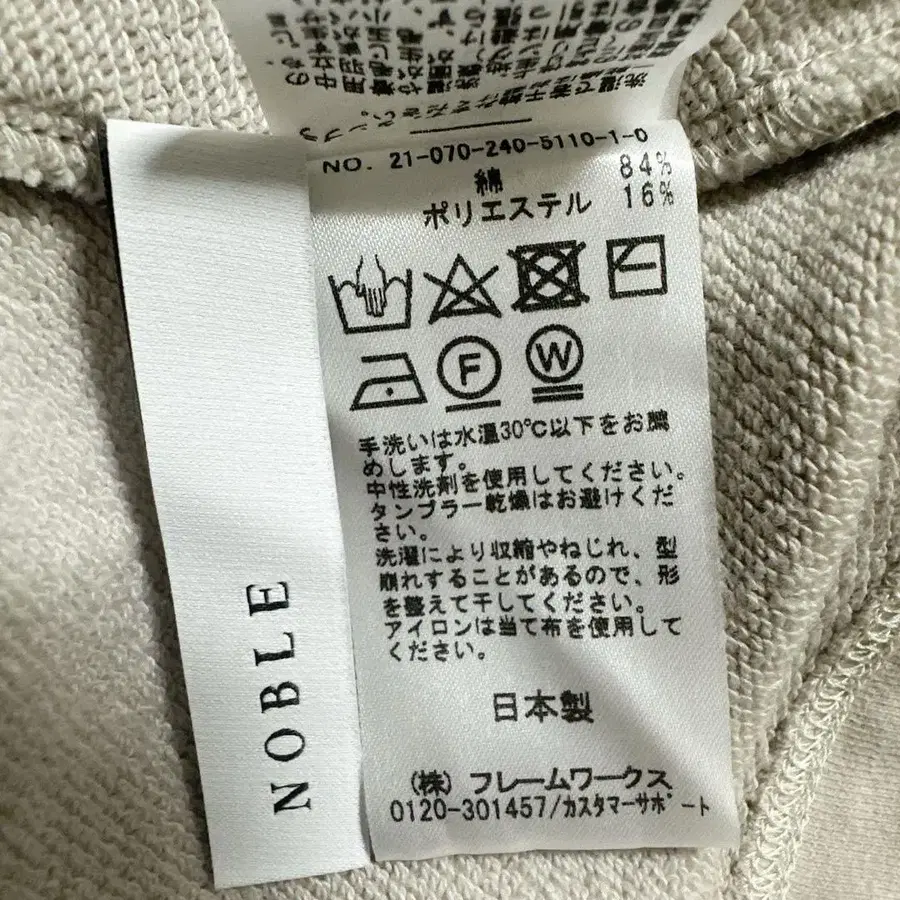 NO. 21-070-240-5110-1-0
綿 84%
ポリエステル 16%
F
W
手洗いは水温30℃以下をお薦
めします。
中性洗剤を使用してください。
タンブラー乾燥はお避けくだ
さい。
洗濯により収縮やねじれ、型
崩れすることがあるので、形
を整えて干してください。
アイロンは当て布を使用して
ください。
日本製
(株) フレームワークス
0120-301457/カスタマーサポート
NOBLE